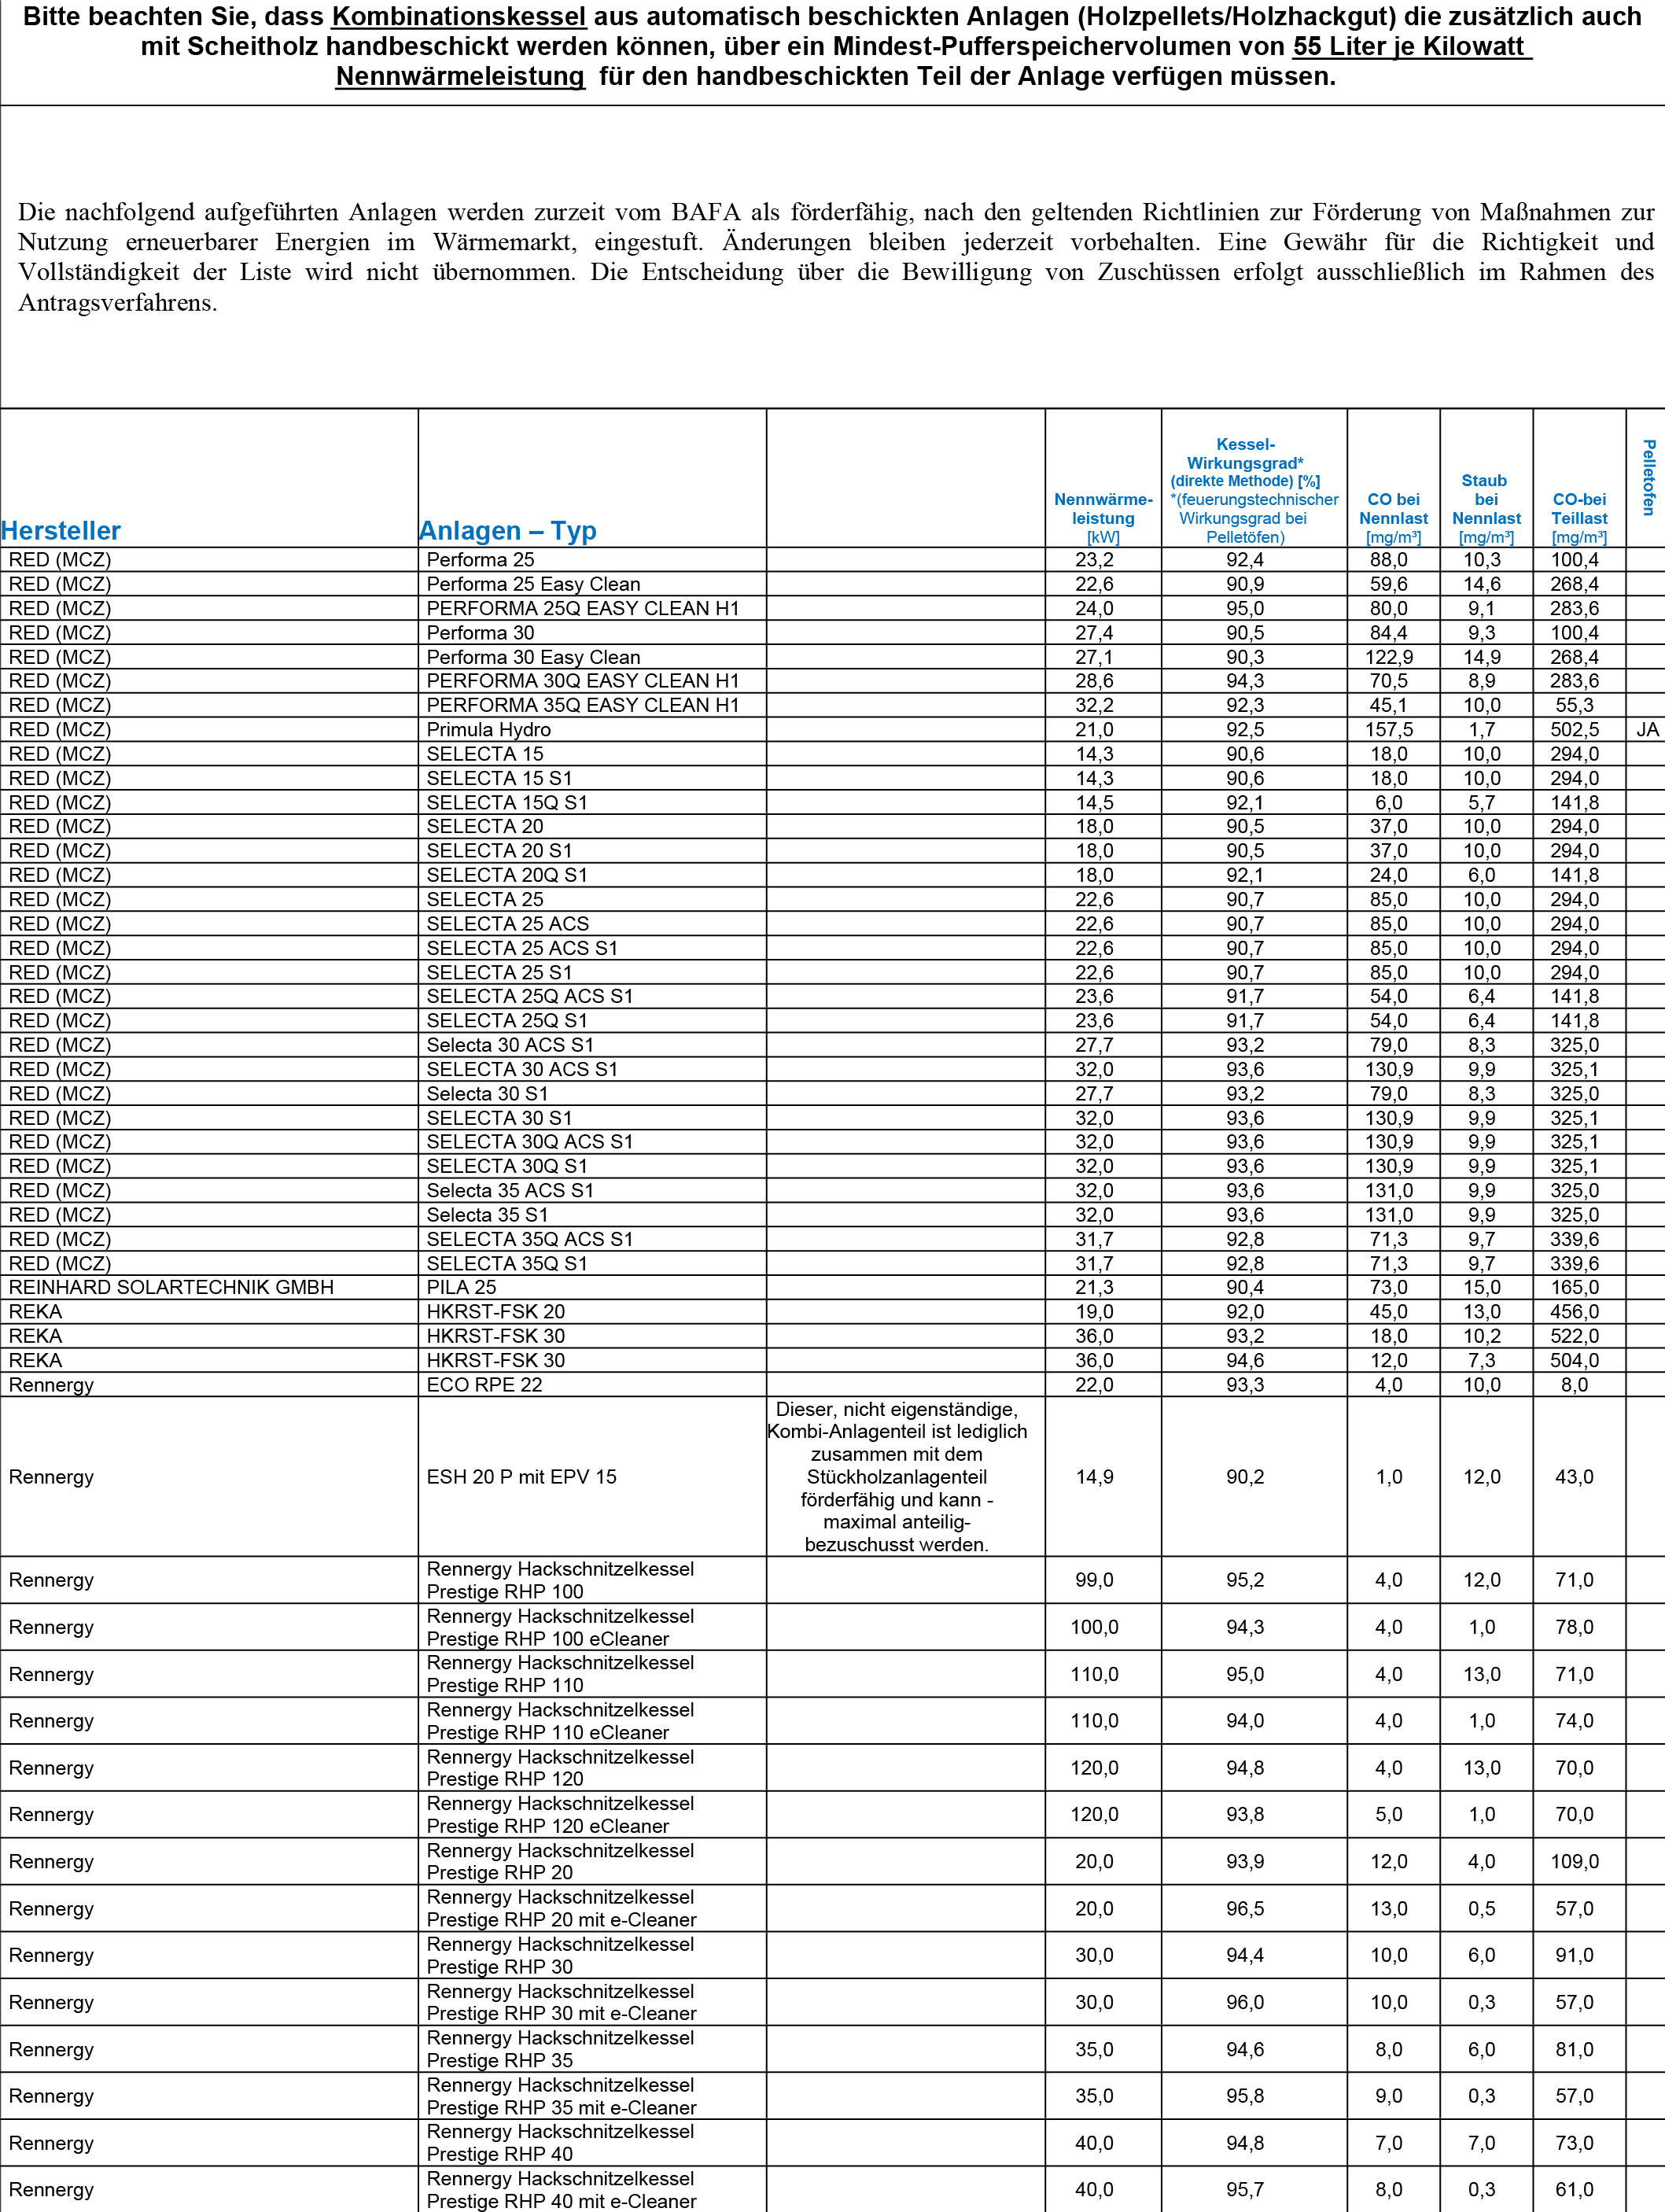 Bitte beachten Sie, dass Kombinationskessel aus automatisch beschickten Anlagen (Holzpellets/Holzhackgut) die zusätzlich auch
mit Scheitholz handbeschickt werden können, über ein Mindest-Pufferspeichervolumen von 55 Liter je Kilowatt
Nennwärmeleistung für den handbeschickten Teil der Anlage verfügen müssen.
Die nachfolgend aufgeführten Anlagen werden zurzeit vom BAFA als förderfähig, nach den geltenden Richtlinien zur Förderung von Maßnahmen zur
Nutzung erneuerbarer Energien im Wärmemarkt, eingestuft. Änderungen bleiben jederzeit vorbehalten. Eine Gewähr für die Richtigkeit und
Vollständigkeit der Liste wird nicht übernommen. Die Entscheidung über die Bewilligung von Zuschüssen erfolgt ausschließlich im Rahmen des
Antragsverfahrens.
Hersteller
Anlagen – Typ
Nennwärme-
leistung
[kW]
Kessel-
Wirkungsgrad*
(direkte Methode) [%]
*(feuerungstechnischer
Wirkungsgrad bei
Pelletöfen)
CO bei
Nennlast
[mg/m³]
Staub
bei
Nennlast
[mg/m³]
CO-bei
Teillast
[mg/m³]
Pelletofen
RED (MCZ) Performa 25 23,2 92,4 88,0 10,3 100,4
RED (MCZ) Performa 25 Easy Clean 22,6 90,9 59,6 14,6 268,4
RED (MCZ) PERFORMA 25Q EASY CLEAN H1 24,0 95,0 80,0 9,1 283,6
RED (MCZ) Performa 30 27,4 90,5 84,4 9,3 100,4
RED (MCZ) Performa 30 Easy Clean 27,1 90,3 122,9 14,9 268,4
RED (MCZ) PERFORMA 30Q EASY CLEAN H1 28,6 94,3 70,5 8,9 283,6
RED (MCZ) PERFORMA 35Q EASY CLEAN H1 32,2 92,3 45,1 10,0 55,3
RED (MCZ) Primula Hydro 21,0 92,5 157,5 1,7 502,5 JA
RED (MCZ) SELECTA 15 14,3 90,6 18,0 10,0 294,0
RED (MCZ) SELECTA 15 S1 14,3 90,6 18,0 10,0 294,0
RED (MCZ) SELECTA 15Q S1 14,5 92,1 6,0 5,7 141,8
RED (MCZ) SELECTA 20 18,0 90,5 37,0 10,0 294,0
RED (MCZ) SELECTA 20 S1 18,0 90,5 37,0 10,0 294,0
RED (MCZ) SELECTA 20Q S1 18,0 92,1 24,0 6,0 141,8
RED (MCZ) SELECTA 25 22,6 90,7 85,0 10,0 294,0
RED (MCZ) SELECTA 25 ACS 22,6 90,7 85,0 10,0 294,0
RED (MCZ) SELECTA 25 ACS S1 22,6 90,7 85,0 10,0 294,0
RED (MCZ) SELECTA 25 S1 22,6 90,7 85,0 10,0 294,0
RED (MCZ) SELECTA 25Q ACS S1 23,6 91,7 54,0 6,4 141,8
RED (MCZ) SELECTA 25Q S1 23,6 91,7 54,0 6,4 141,8
RED (MCZ) Selecta 30 ACS S1 27,7 93,2 79,0 8,3 325,0
RED (MCZ) SELECTA 30 ACS S1 32,0 93,6 130,9 9,9 325,1
RED (MCZ) Selecta 30 S1 27,7 93,2 79,0 8,3 325,0
RED (MCZ) SELECTA 30 S1 32,0 93,6 130,9 9,9 325,1
RED (MCZ) SELECTA 30Q ACS S1 32,0 93,6 130,9 9,9 325,1
RED (MCZ) SELECTA 30Q S1 32,0 93,6 130,9 9,9 325,1
RED (MCZ) Selecta 35 ACS S1 32,0 93,6 131,0 9,9 325,0
RED (MCZ) Selecta 35 S1 32,0 93,6 131,0 9,9 325,0
RED (MCZ) SELECTA 35Q ACS S1 31,7 92,8 71,3 9,7 339,6
RED (MCZ) SELECTA 35Q S1 31,7 92,8 71,3 9,7 339,6
REINHARD SOLARTECHNIK GMBH PILA 25 21,3 90,4 73,0 15,0 165,0
REKA HKRST-FSK 20 19,0 92,0 45,0 13,0 456,0
REKA HKRST-FSK 30 36,0 93,2 18,0 10,2 522,0
REKA HKRST-FSK 30 36,0 94,6 12,0 7,3 504,0
Rennergy ECO RPE 22 22,0 93,3 4,0 10,0 8,0
Dieser, nicht eigenständige,
Kombi-Anlagenteil ist lediglich
zusammen mit dem
Rennergy ESH 20 P mit EPV 15 Stückholzanlagenteil 14,9 90,2 1,0 12,0 43,0
förderfähig und kann -
maximal anteilig-
bezuschusst werden.
Rennergy Hackschnitzelkessel
Rennergy Prestige RHP 100 99,0 95,2 4,0 12,0 71,0
Rennergy Hackschnitzelkessel
Rennergy Prestige RHP 100 eCleaner 100,0 94,3 4,0 1,0 78,0
Rennergy Hackschnitzelkessel
Rennergy Prestige RHP 110 110,0 95,0 4,0 13,0 71,0
Rennergy Hackschnitzelkessel
Rennergy Prestige RHP 110 eCleaner 110,0 94,0 4,0 1,0 74,0
Rennergy Hackschnitzelkessel
Rennergy Prestige RHP 120 120,0 94,8 4,0 13,0 70,0
Rennergy Hackschnitzelkessel
Rennergy Prestige RHP 120 eCleaner 120,0 93,8 5,0 1,0 70,0
Rennergy Hackschnitzelkessel
Rennergy Prestige RHP 20 20,0 93,9 12,0 4,0 109,0
Rennergy Hackschnitzelkessel
Rennergy Prestige RHP 20 mit e-Cleaner 20,0 96,5 13,0 0,5 57,0
Rennergy Hackschnitzelkessel
Rennergy Prestige RHP 30 30,0 94,4 10,0 6,0 91,0
Rennergy Hackschnitzelkessel
Rennergy Prestige RHP 30 mit e-Cleaner 30,0 96,0 10,0 0,3 57,0
Rennergy Hackschnitzelkessel
Rennergy Prestige RHP 35 35,0 94,6 8,0 6,0 81,0
Rennergy Hackschnitzelkessel
Rennergy Prestige RHP 35 mit e-Cleaner 35,0 95,8 9,0 0,3 57,0
Rennergy Hackschnitzelkessel
Rennergy Prestige RHP 40 40,0 94,8 7,0 7,0 73,0
Rennergy Hackschnitzelkessel
Rennergy Prestige RHP 40 mit e-Cleaner 40,0 95,7 8,0 0,3 61,0